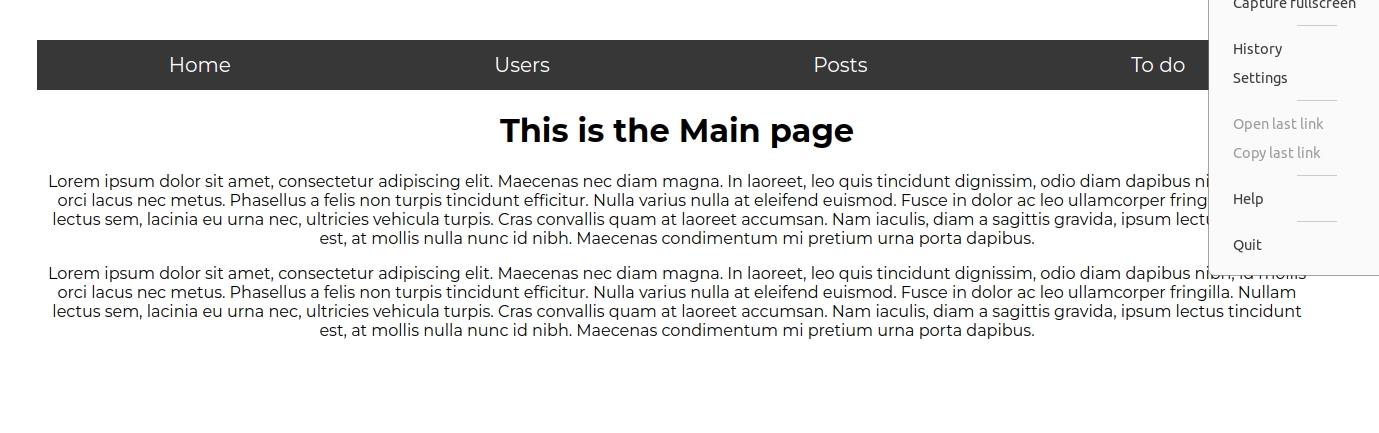 Capture fullscreen
Home Users Posts To do
History
Settings
This is the Main page
Open last link
Copy last link
Lorem ipsum dolor sit amet, consectetur adipiscing elit. Maecenas nec diam magna. In laoreet, leo quis tincidunt dignissim, odio diam dapibus
orci lacus nec metus. Phasellus a felis non turpis tincidunt efficitur. Nulla varius nulla at eleifend euismod. Fusce in dolor ac leo ullamcorper
lectus sem, lacinia eu urna nec, ultricies vehicula turpis. Cras convallis quam at laoreet accumsan. Nam iaculis, diam a sagittis gravida, ipsum
est, at mollis nulla nunc id nibh. Maecenas condimentum mi pretium urna porta dapibus.
Help
Quit
Lorem ipsum dolor sit amet, consectetur adipiscing elit. Maecenas nec diam magna. In laoreet, leo quis tincidunt dignissim, odio diam dapibus nibh, id mollis
orci lacus nec metus. Phasellus a felis non turpis tincidunt efficitur. Nulla varius nulla at eleifend euismod. Fusce in dolor ac leo ullamcorper fringilla. Nullam
lectus sem, lacinia eu urna nec, ultricies vehicula turpis. Cras convallis quam at laoreet accumsan. Nam iaculis, diam a sagittis gravida, ipsum lectus tincidunt
est, at mollis nulla nunc id nibh. Maecenas condimentum mi pretium urna porta dapibus.